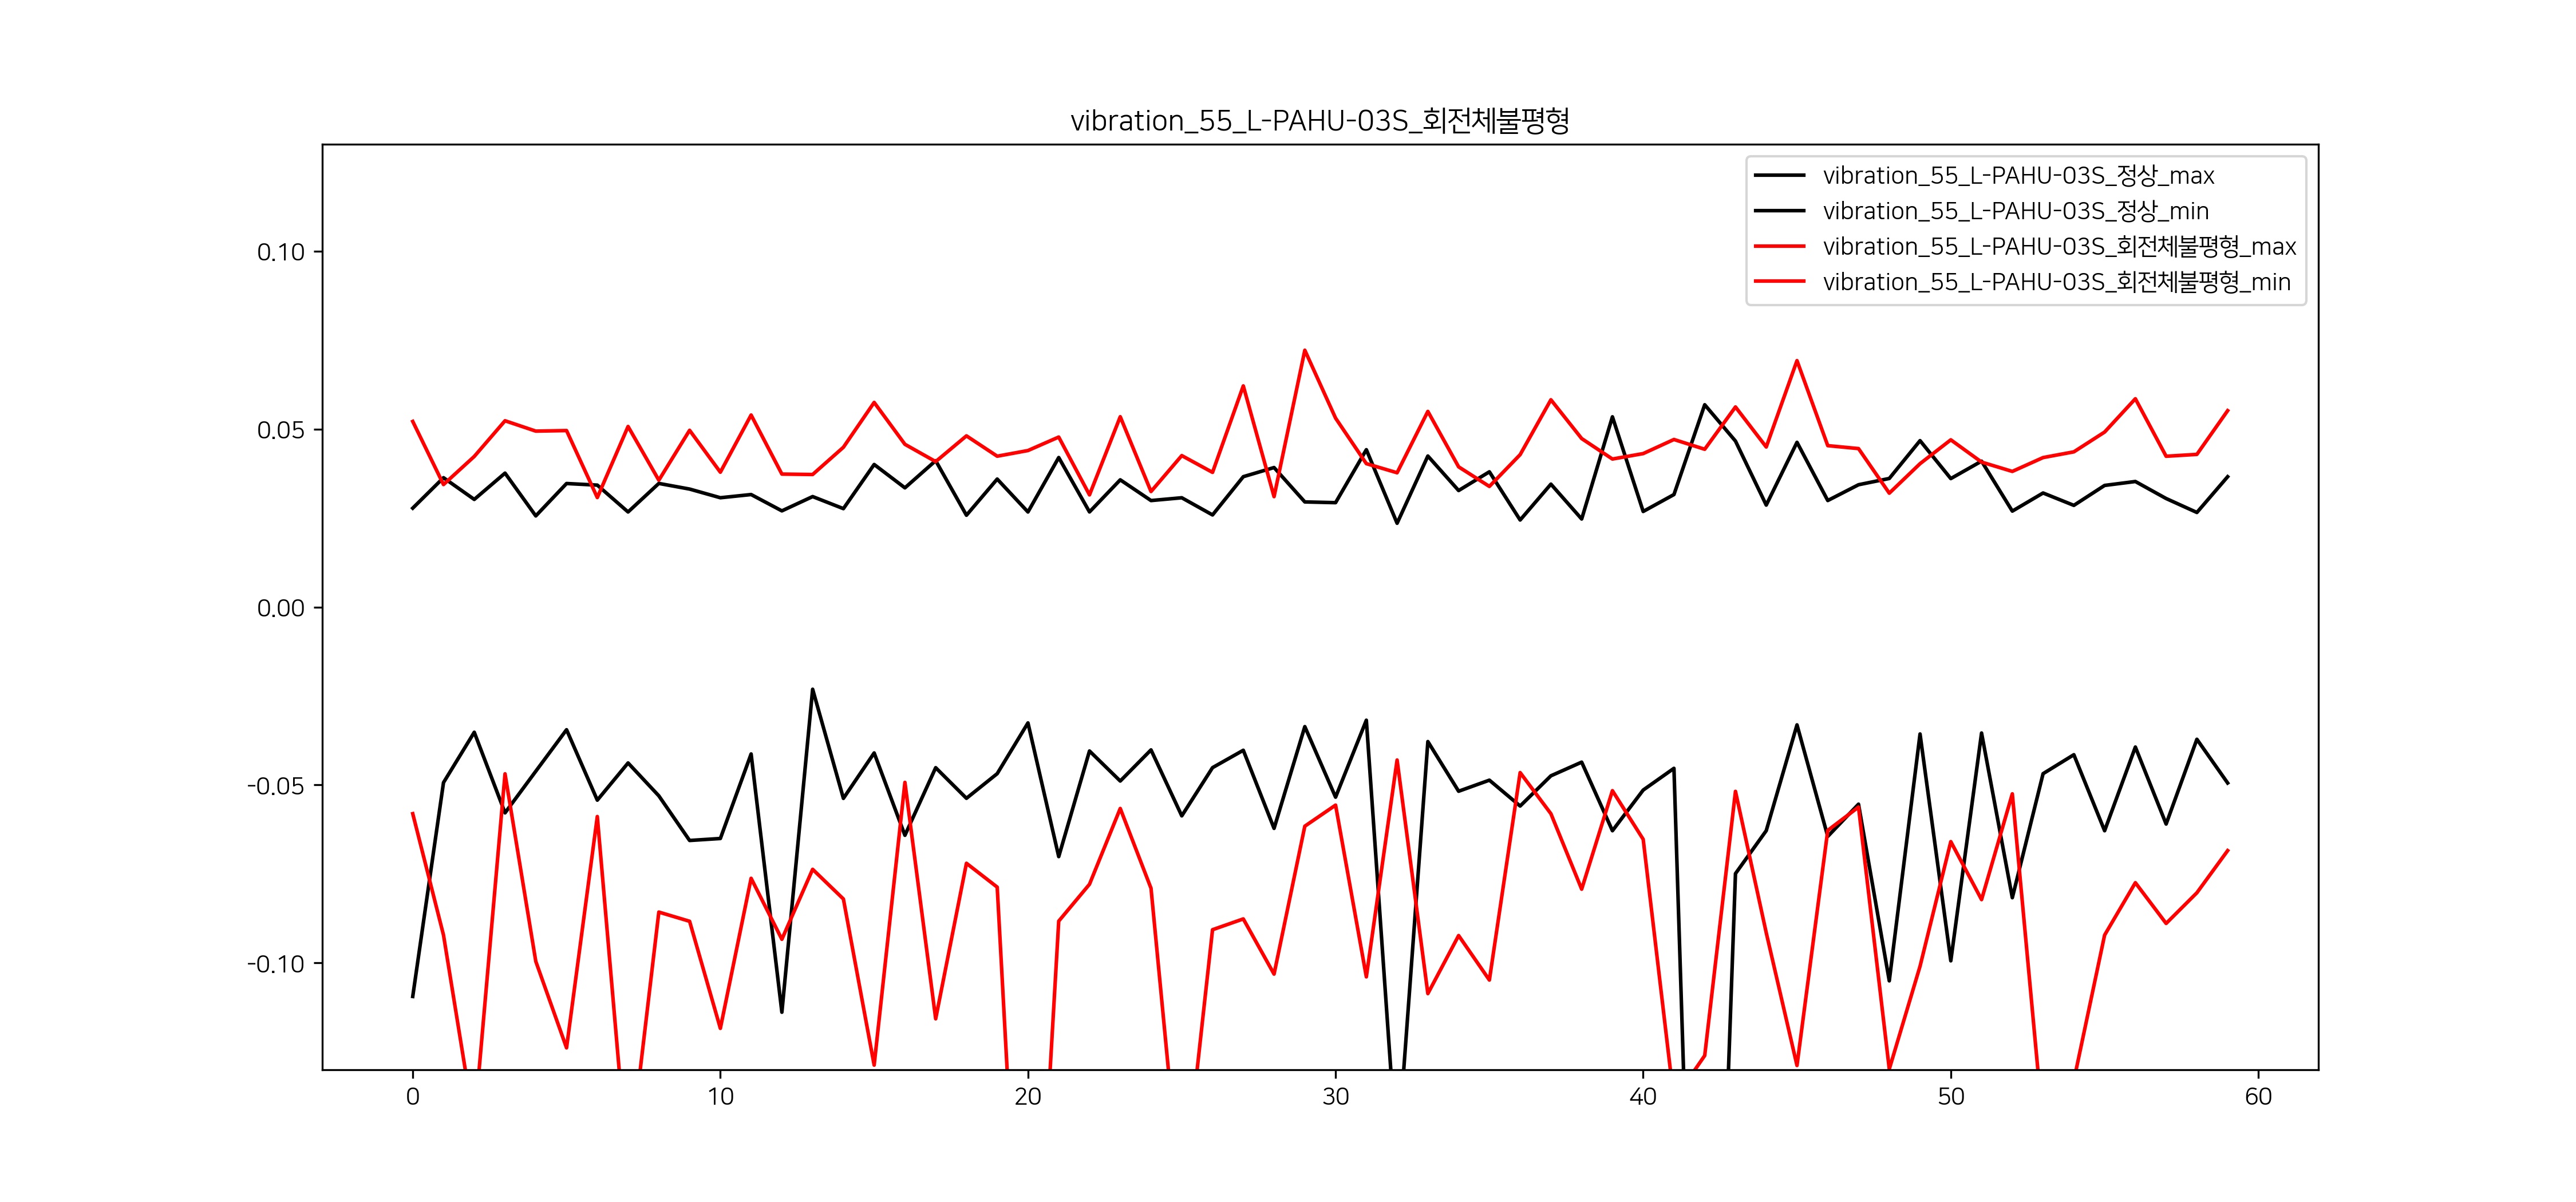 vibration_55_L-PAHU-03S_회전체불평형
vibration_55_L-PAHU-03S_정상_max
vibration_55_L-PAHU-03S_정상_min
vibration_55_L-PAHU-03S_회전체불평형_max
vibration_55_L-PAHU-03S_회전체불평형_min
0.10
0.05
0.00
-0.05
-0.10
0 10 20 30 40 50 60